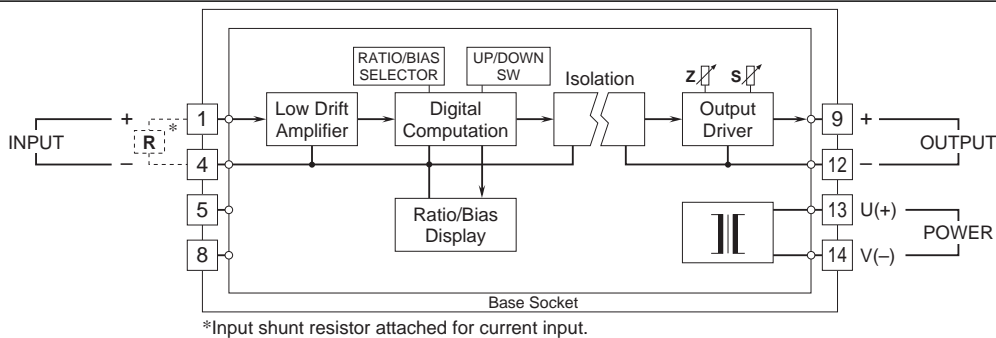 RATIO/BIAS
SELECTOR
UP/DOWN
SW
Isolation
Z
S
INPUT
+
*
R
–
1
4
5
8
Low Drift
Amplifier
Digital
Computation
Output
Driver
Ratio/Bias
Display
9
+
12
–
OUTPUT
13
U(+)
14
V(–)
POWER
Base Socket
*Input shunt resistor attached for current input.